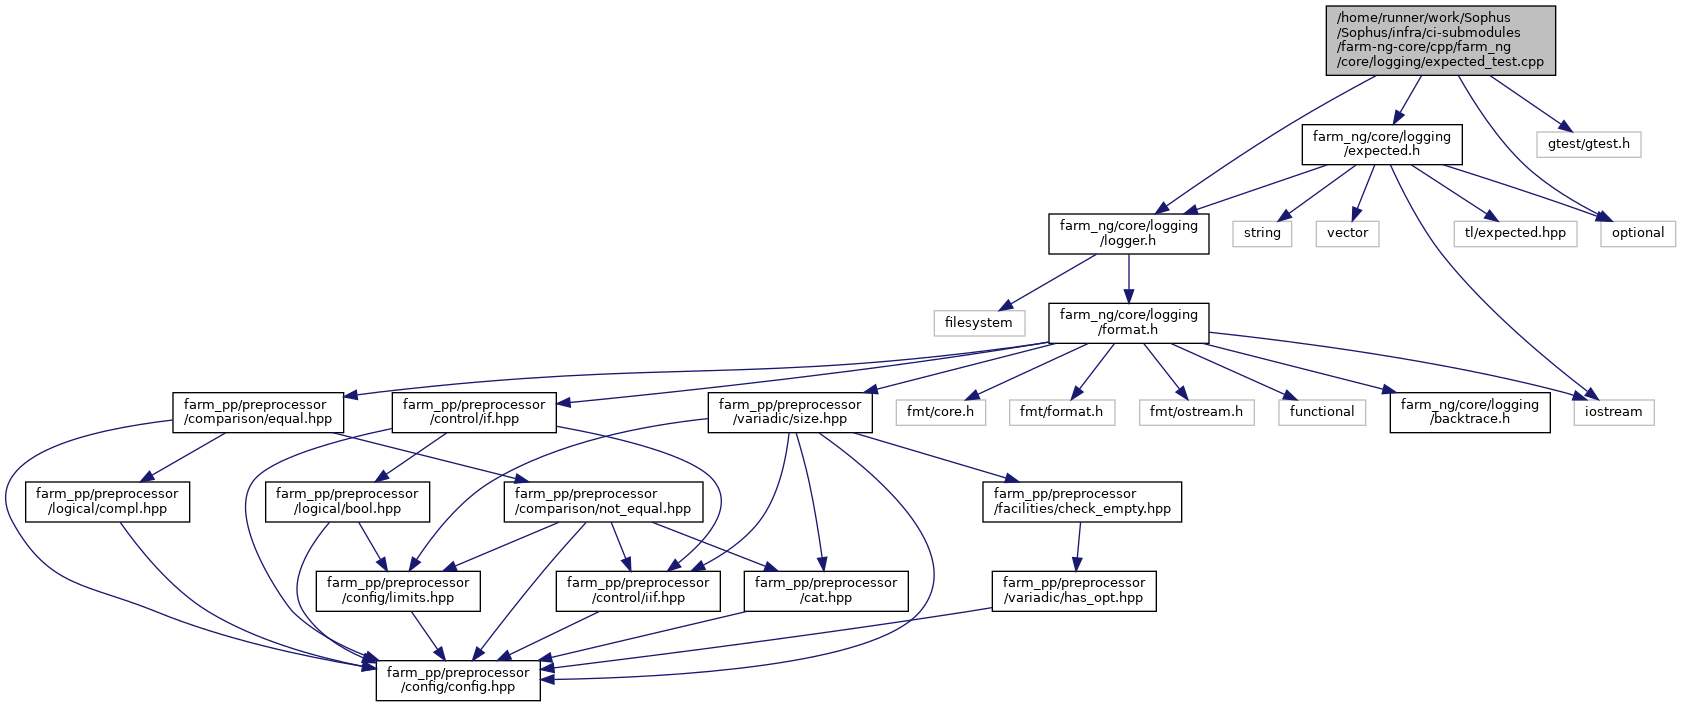 /home/runner/work/Sophus
/Sophus/infra/ci-submodules
/farm-ng-core/cpp/farm_ng
/core/logging/expected_test.cpp
farm_ng/core/logging
/expected.h
gtest/gtest.h
farm_ng/core/logging
/logger.h
string
vector
tl/expected.hpp
optional
filesystem
farm_ng/core/logging
/format.h
farm_pp/preprocessor
/comparison/equal.hpp
farm_pp/preprocessor
/control/if.hpp
farm_pp/preprocessor
/variadic/size.hpp
fmt/core.h
fmt/format.h
fmt/ostream.h
functional
farm_ng/core/logging
/backtrace.h
iostream
farm_pp/preprocessor
/logical/compl.hpp
farm_pp/preprocessor
/logical/bool.hpp
farm_pp/preprocessor
/comparison/not_equal.hpp
farm_pp/preprocessor
/facilities/check_empty.hpp
farm_pp/preprocessor
/config/limits.hpp
farm_pp/preprocessor
/control/iif.hpp
farm_pp/preprocessor
/cat.hpp
farm_pp/preprocessor
/variadic/has_opt.hpp
farm_pp/preprocessor
/config/config.hpp